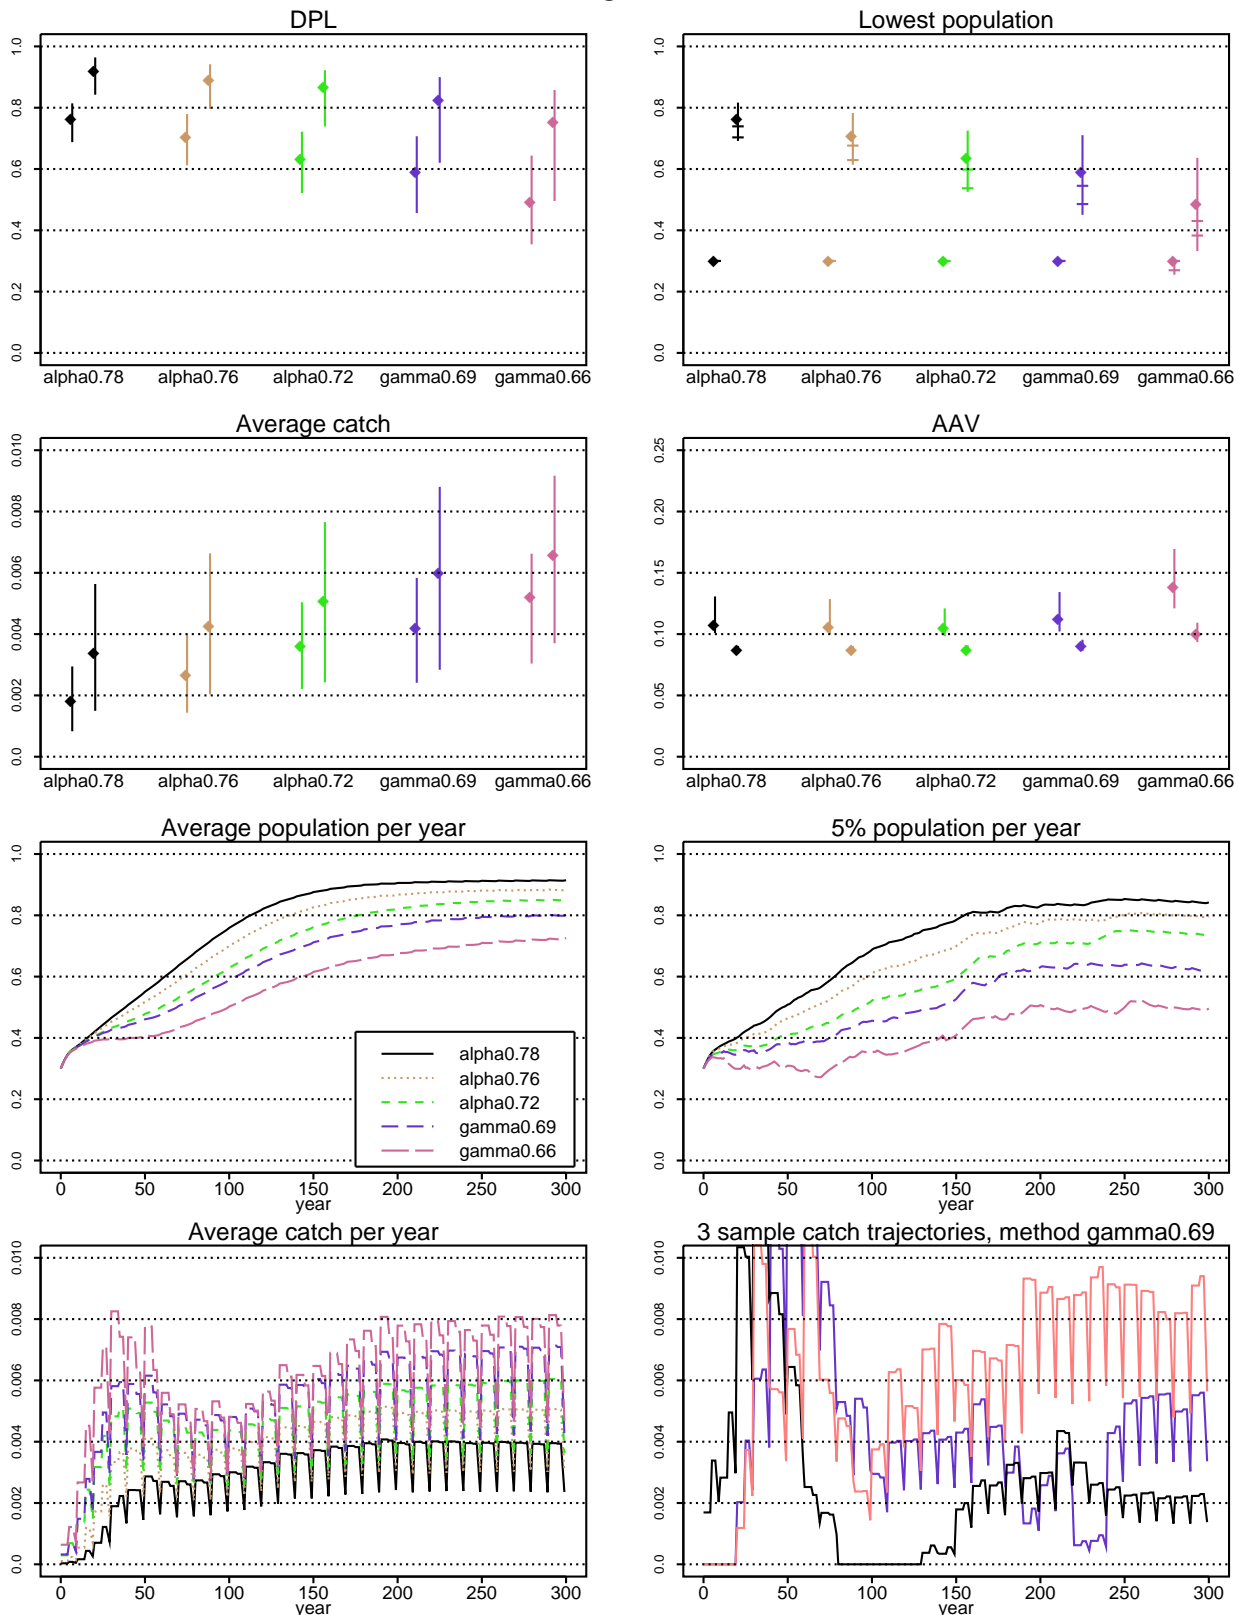 DPL
1.0
0.8
0.6
0.4
0.2
0.0
alpha0.78 alpha0.76 alpha0.72 gamma0.69 gamma0.66
Lowest population
1.0
0.8
0.6
0.4
0.2
0.0
alpha0.78 alpha0.76 alpha0.72 gamma0.69 gamma0.66
Average catch
0.010
0.008
0.006
0.004
0.002
0.0
alpha0.78 alpha0.76 alpha0.72 gamma0.69 gamma0.66
AAV
0.25
0.20
0.15
0.10
0.05
0.0
alpha0.78 alpha0.76 alpha0.72 gamma0.69 gamma0.66
Average population per year
1.0
0.8
0.6
0.4
0.2
0.0
alpha0.78
alpha0.76
alpha0.72
gamma0.69
gamma0.66
0 50 100 150 200 250 300
year
5% population per year
1.0
0.8
0.6
0.4
0.2
0.0
0 50 100 150 200 250 300
year
Average catch per year
0.010
0.008
0.006
0.004
0.002
0.0
0 50 100 150 200 250 300
year
3 sample catch trajectories, method gamma0.69
0.010
0.008
0.006
0.004
0.002
0.0
0 50 100 150 200 250 300
year